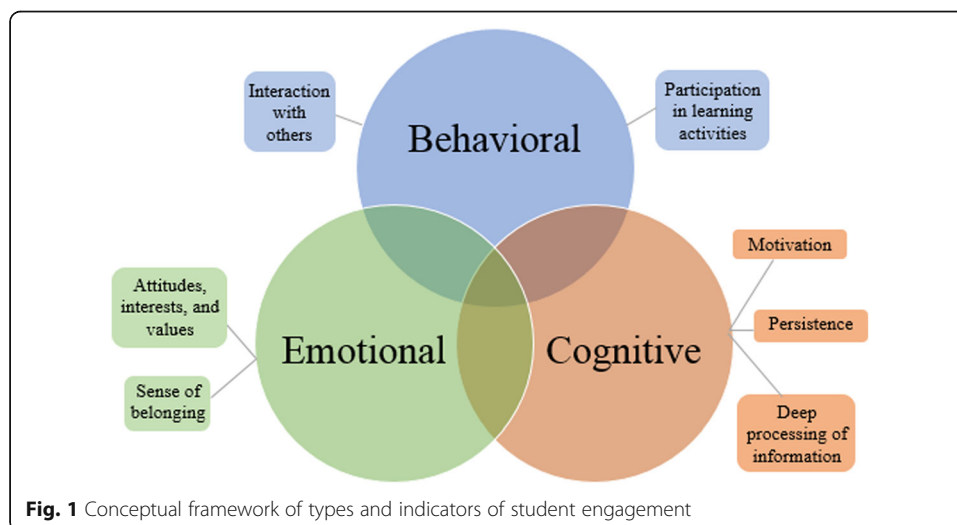 Interaction
with
others
Participation
in learning
activities
Behavioral
Motivation
Attitudes,
interests, and
values
Persistence
Emotional
Cognitive
Sense of
belonging
Deep
processing of
information
Fig. 1 Conceptual framework of types and indicators of student engagement